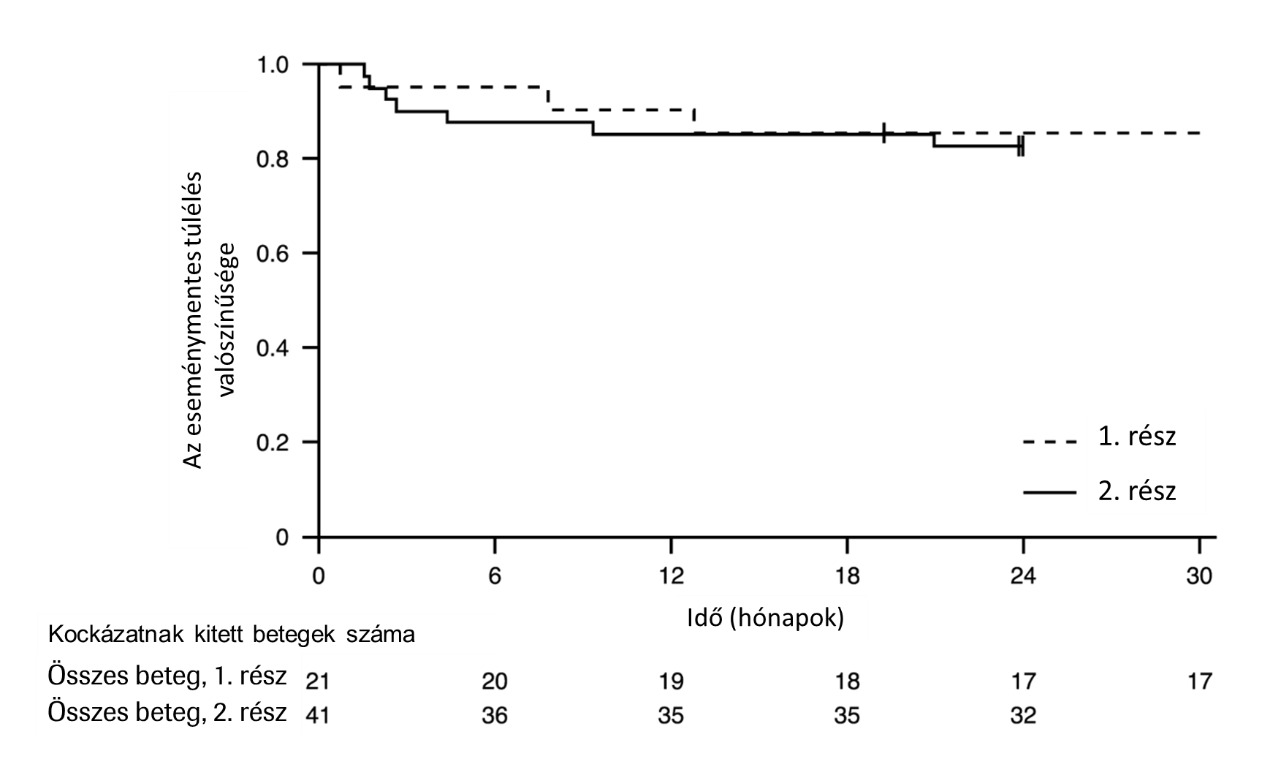 1.0
0.8
0.6
0.4
0.2
0
Az eseménymentes túlélés
valószínűsége
1. rész
2. rész
0 6 12 18 24 30
Idő (hónapok)
Kockázatnak kitett betegek száma
Összes beteg, 1. rész 21 20 19 18 17 17
Összes beteg, 2. rész 41 36 35 35 32